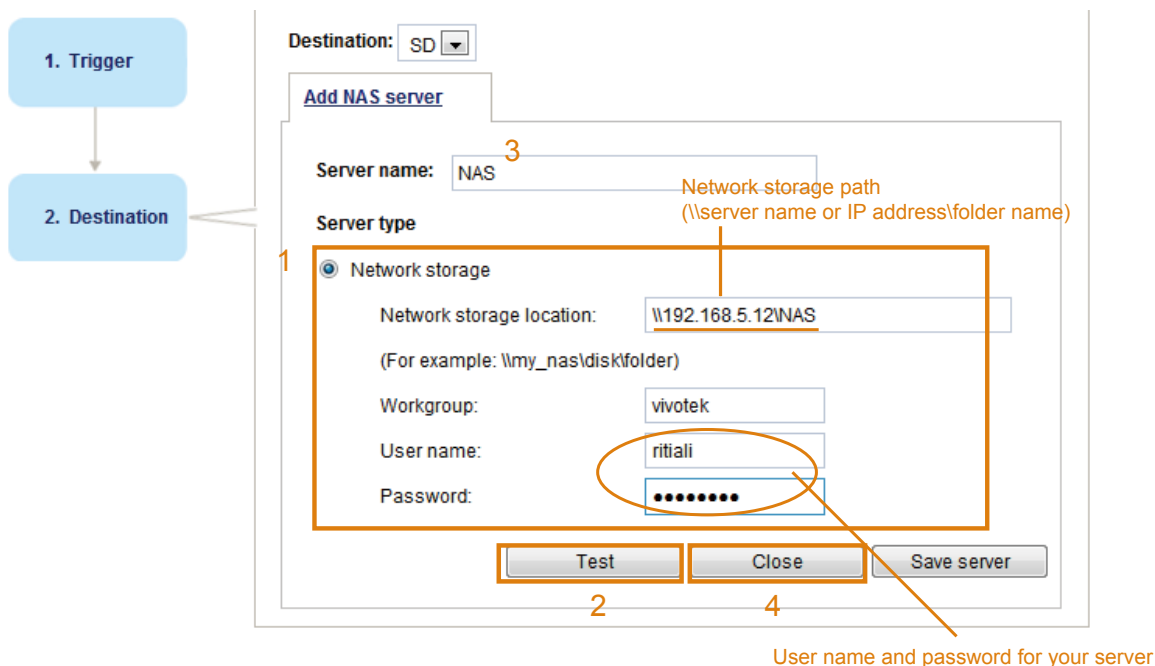 1. Trigger
2. Destination
Destination: SD
Add NAS server
3
Server name: NAS
Network storage path
(\\server name or IP address\folder name)
Server type
1
Network storage
Network storage location: \\192.168.5.12\NAS
(For example: \\my_nas\disk\folder)
Workgroup: vivotek
User name: ritiali
Password: ●●●●●●●●
Test Close Save server
2 4
User name and password for your server